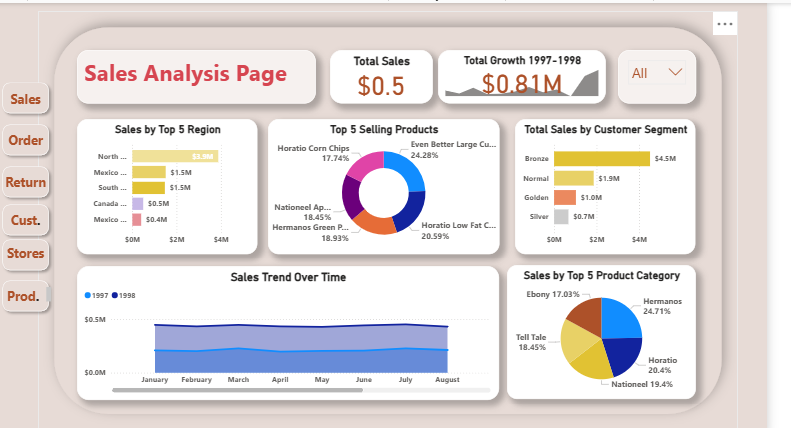 ...
Sales Analysis Page
Total Sales
$0.5
Total Growth 1997-1998
$0.81M
All
Sales
Order
Return
Cust.
Stores
Prod.
Sales by Top 5 Region
North ...
Mexico ...
$1.5M
South ...
$1.5M
Canada ...
$0.5M
Mexico ...
$0.4M
$0M $2M $4M
Top 5 Selling Products
Horatio Corn Chips
17.74%
Even Better Large Cu...
24.28%
Nationeel Ap...
18.45%
Hermanos Green P...
18.93%
Horatio Low Fat C...
20.59%
Total Sales by Customer Segment
Bronze $4.5M
Normal $1.9M
Golden $1.0M
Silver $0.7M
$0M $2M $4M
Sales Trend Over Time
1997 1998
$0.5M
$0.0M
January February March April May June July August
Sales by Top 5 Product Category
Ebony 17.03%
Hermanos
24.71%
Tell Tale
18.45%
Horatio
20.4%
Nationeel 19.4%